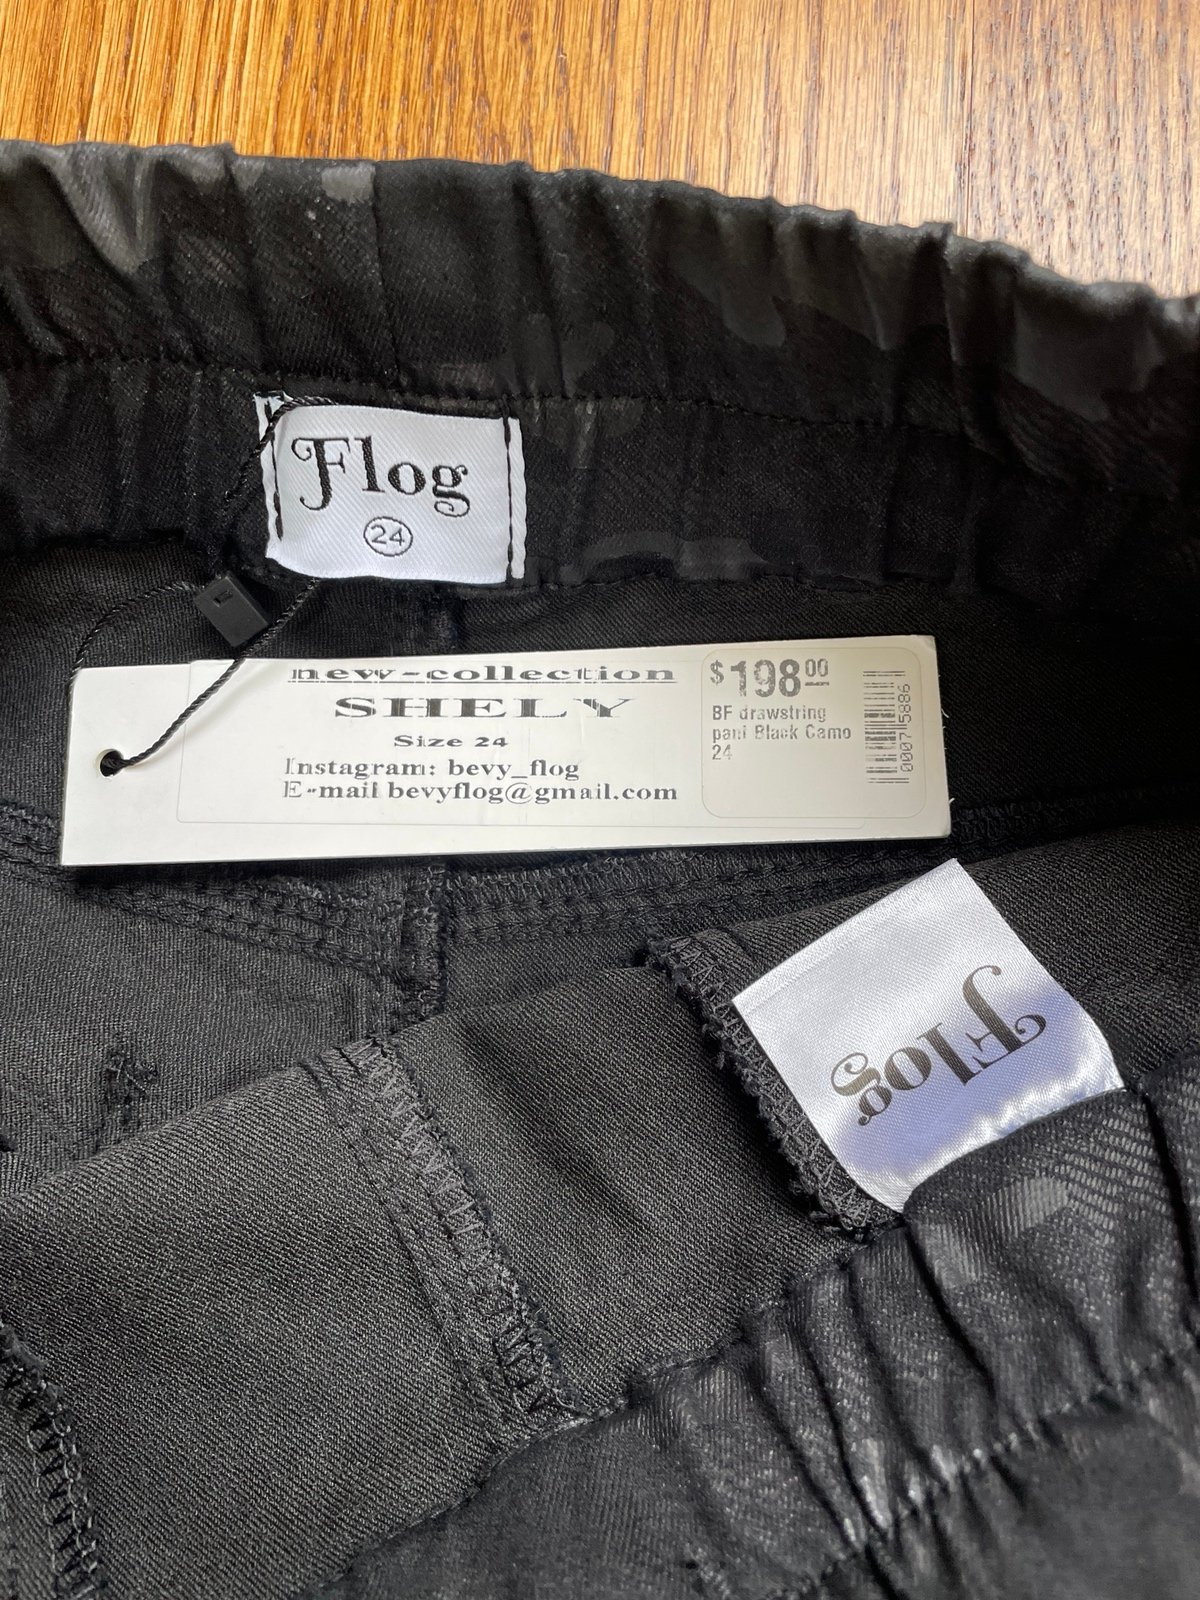 Flog
24
new-collection
SHELY
Size 24
Instagram: bevy_flog
E-mail bevyflog@gmail.com
$198.00
BF drawstring
pant Black Camo
24
00075886
Flog